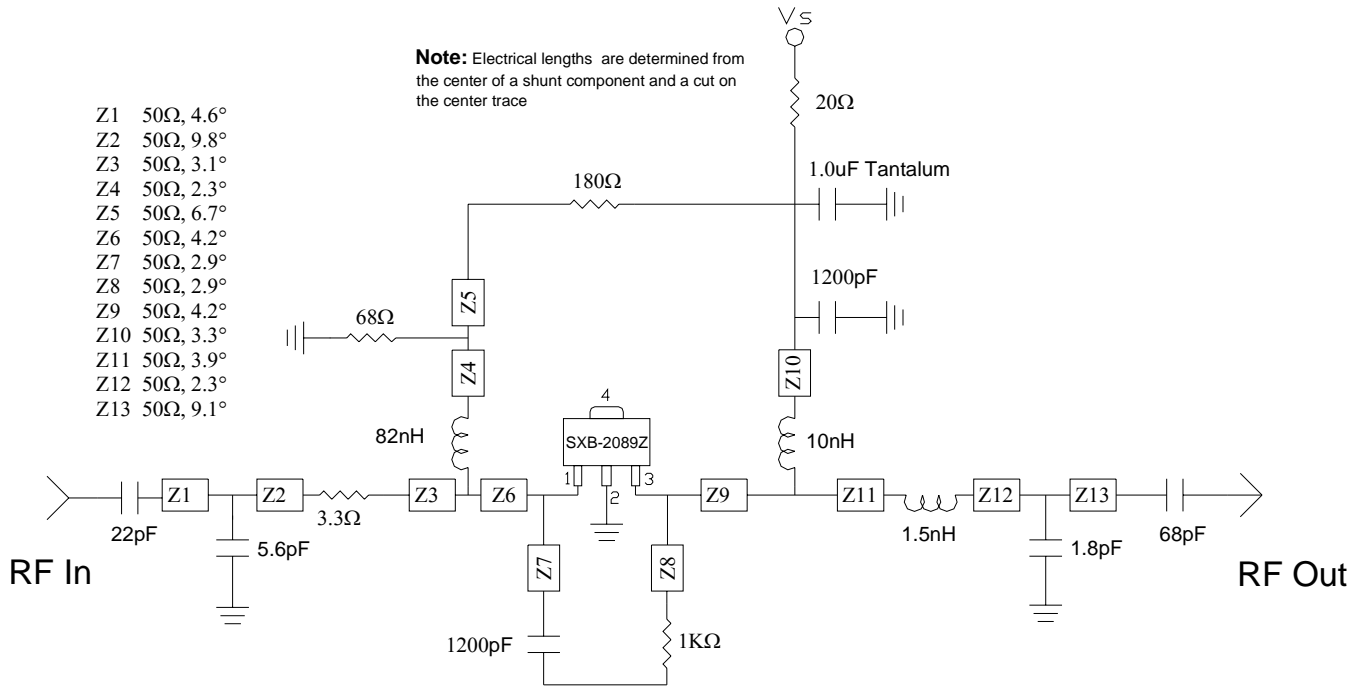 Vs
Note: Electrical lengths are determined from
the center of a shunt component and a cut on
the center trace
20Ω
Z1 50Ω, 4.6°
Z2 50Ω, 9.8°
Z3 50Ω, 3.1°
Z4 50Ω, 2.3°
Z5 50Ω, 6.7°
Z6 50Ω, 4.2°
Z7 50Ω, 2.9°
Z8 50Ω, 2.9°
Z9 50Ω, 4.2°
Z10 50Ω, 3.3°
Z11 50Ω, 3.9°
Z12 50Ω, 2.3°
Z13 50Ω, 9.1°
1.0uF Tantalum
180Ω
1200pF
Z5
68Ω
Z4
Z10
4
82nH
SXB-2089Z
10nH
1
2
3
Z1
Z2
Z3
Z6
Z9
Z11
Z12
Z13
3.3Ω
22pF
5.6pF
1.5nH
1.8pF
68pF
RF In
RF Out
Z7
Z8
1200pF
1KΩ